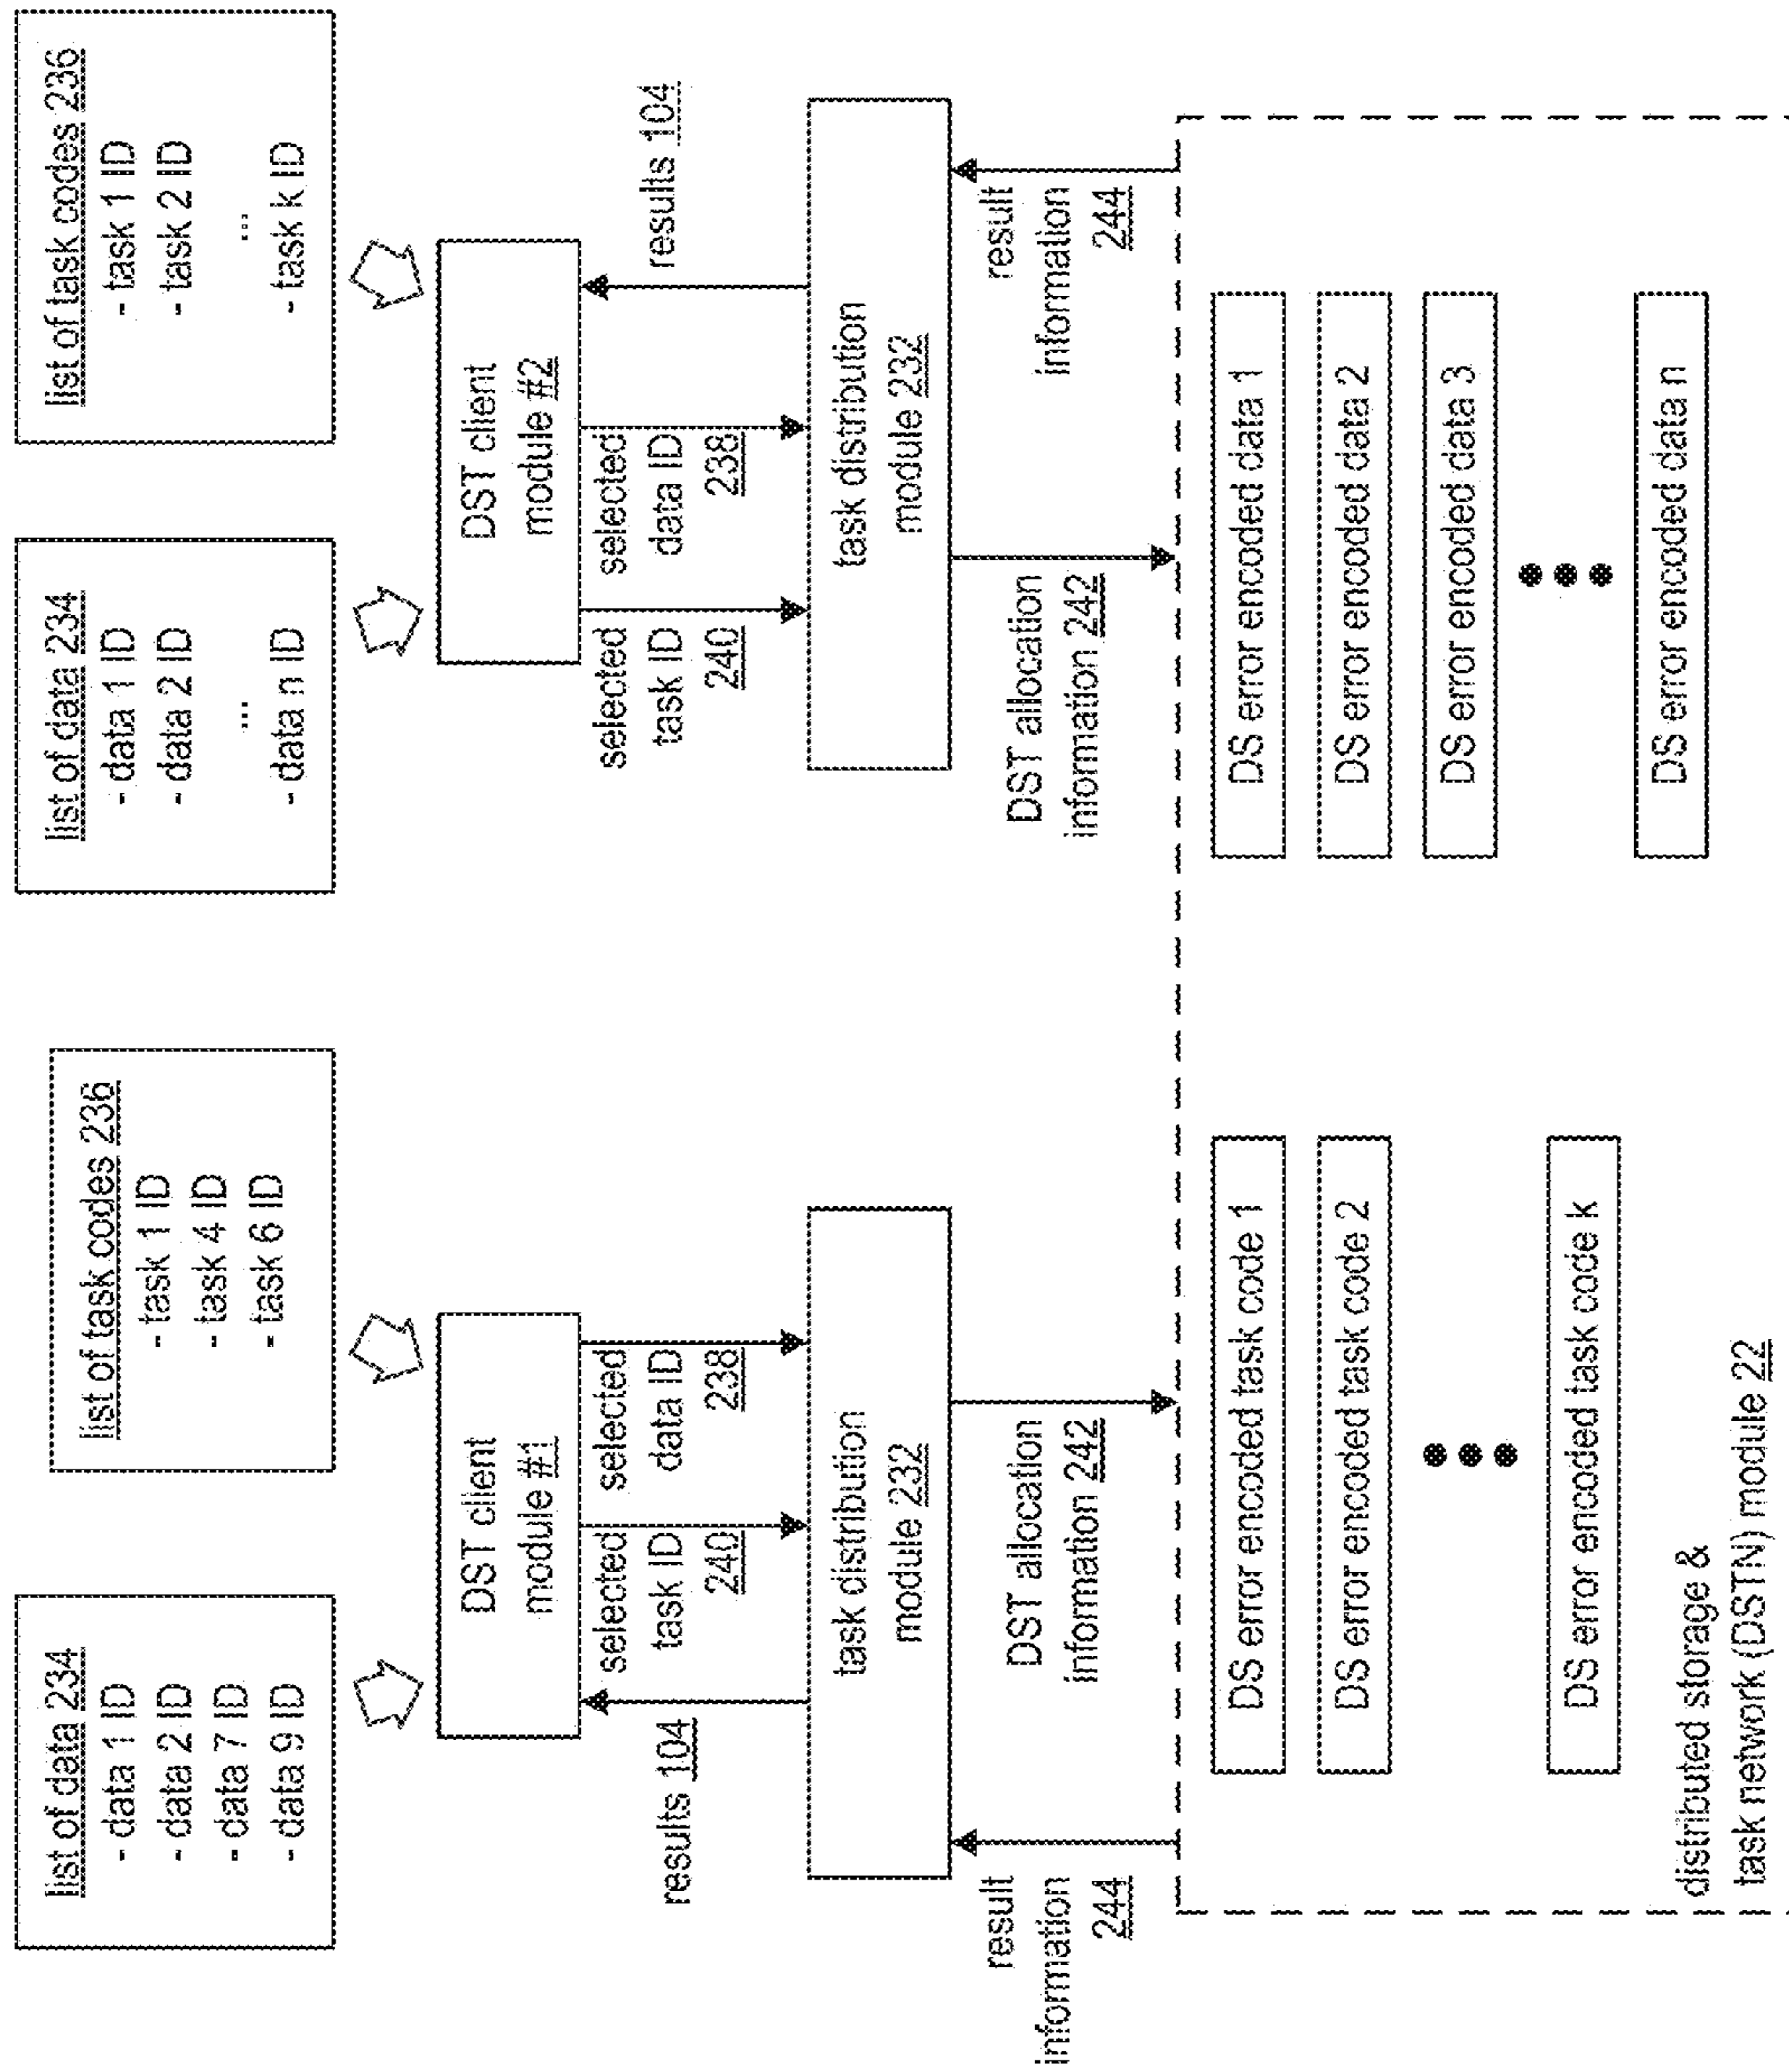 list of data 234
- data 1 ID
- data 2 ID
- data 7 ID
- data 9 ID
list of task codes 236
- task 1 ID
- task 4 ID
- task 6 ID
list of data 234
- data 1 ID
- data 2 ID
...
- data n ID
list of task codes 236
- task 1 ID
- task 2 ID
...
- task k ID
DST client
module #1
DST client
module #2
results 104
selected
task ID
240
selected
data ID
238
selected
task ID
240
selected
data ID
238
results 104
task distribution
module 232
task distribution
module 232
result
information
244
DST allocation
information 242
DST allocation
information 242
result
information
244
DS error encoded task code 1
DS error encoded task code 2
DS error encoded task code k
DS error encoded data 1
DS error encoded data 2
DS error encoded data 3
DS error encoded data n
distributed storage &
task network (DSTN) module 22